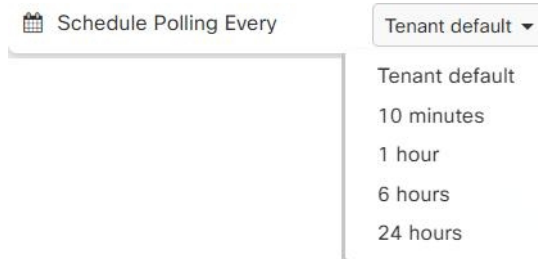 Schedule Polling Every Tenant default
Tenant default
10 minutes
1 hour
6 hours
24 hours